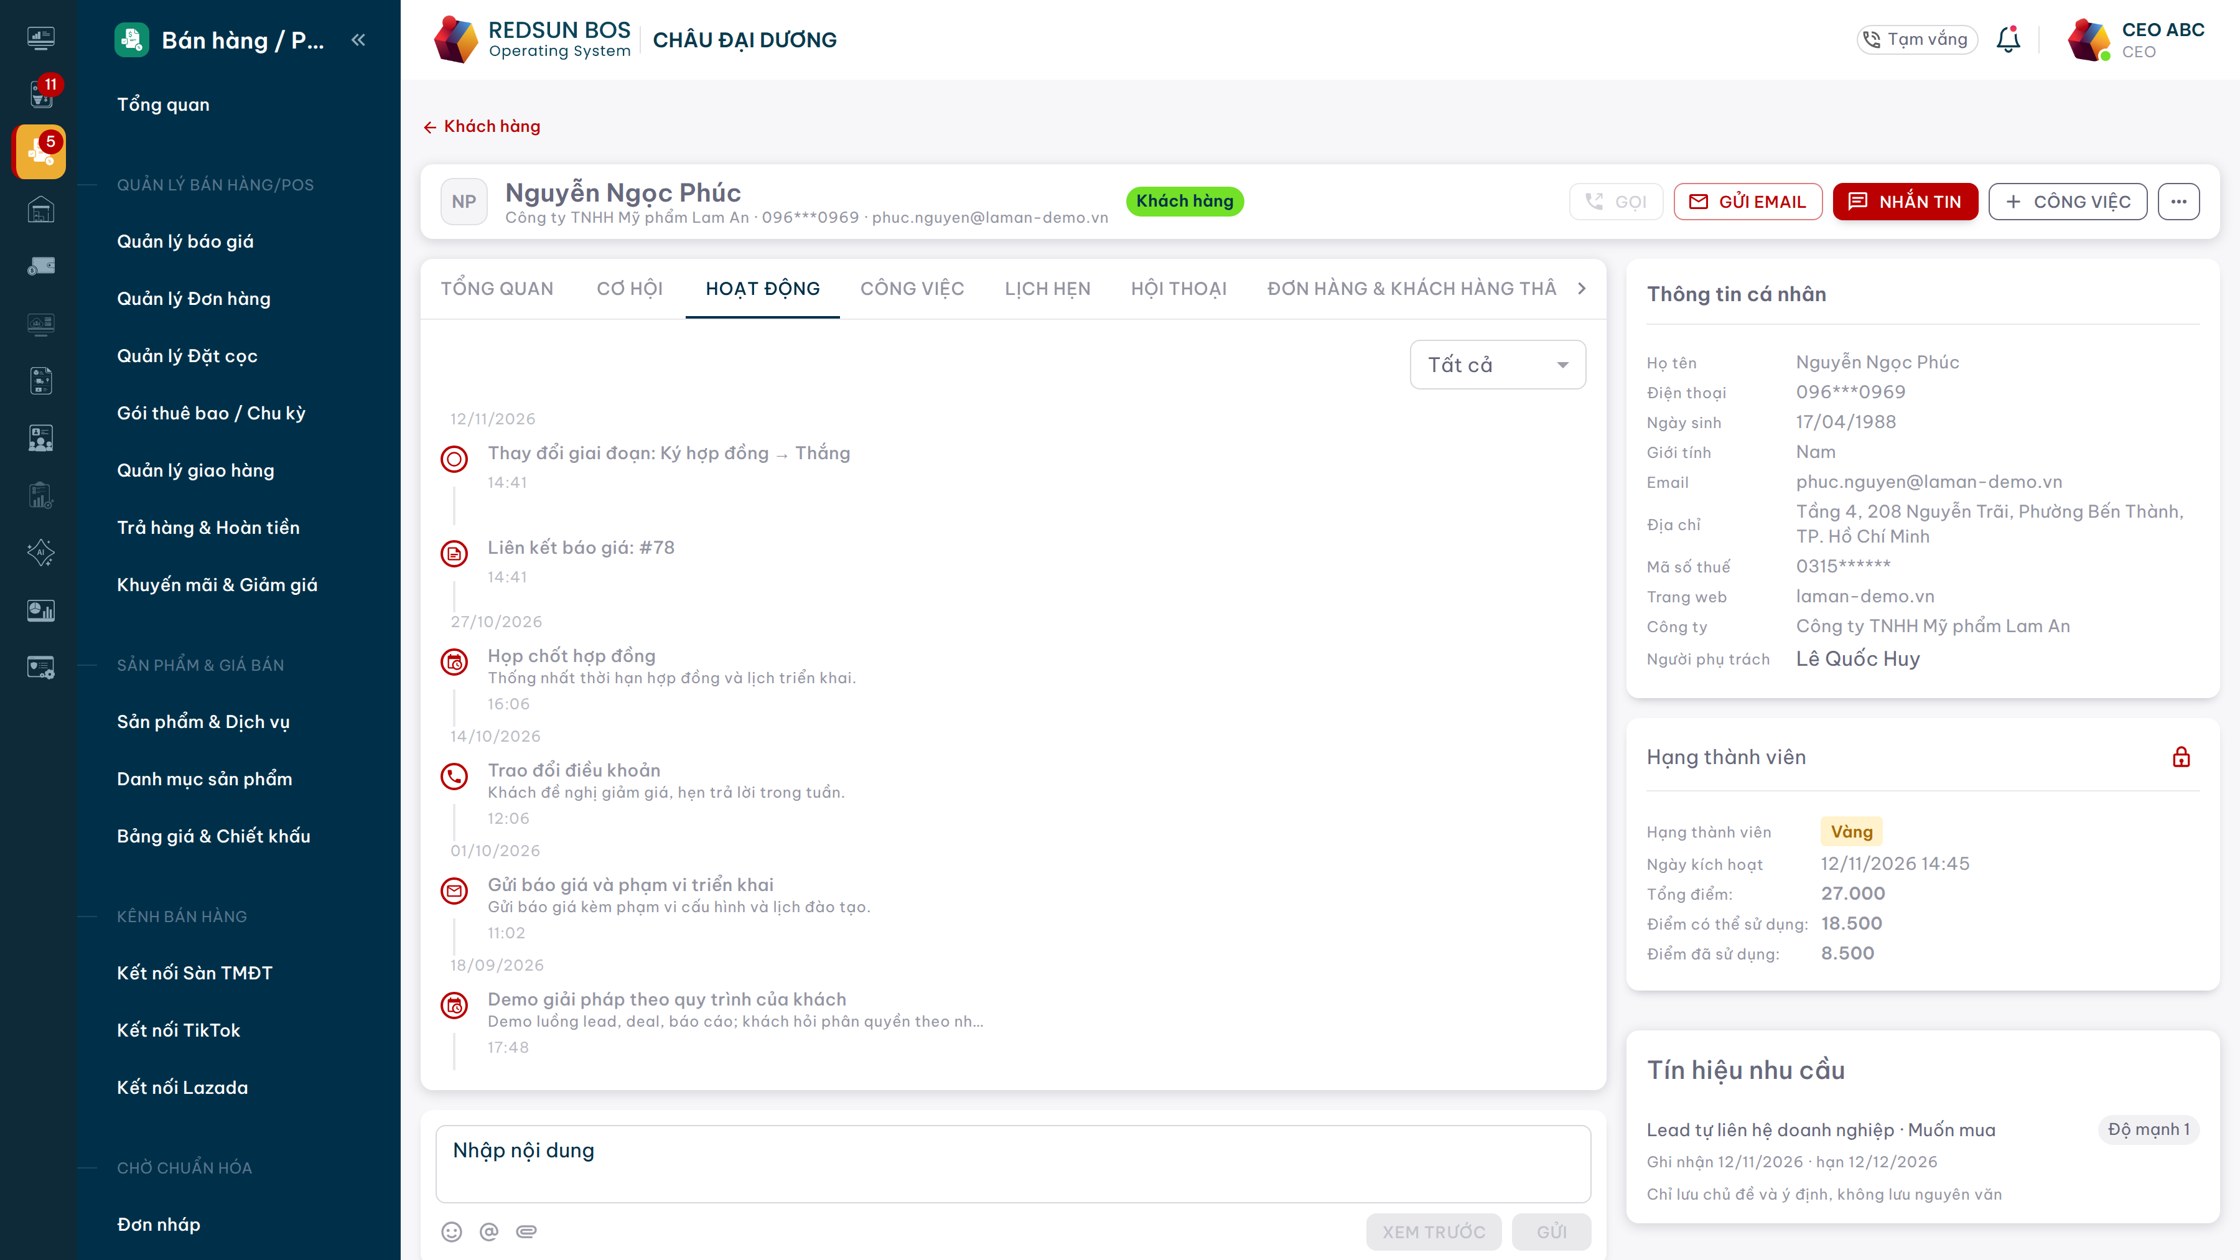 11
5
Bán hàng / P...
Tổng quan
QUẢN LÝ BÁN HÀNG/POS
Quản lý báo giá
Quản lý Đơn hàng
Quản lý Đặt cọc
Gói thuê bao / Chu kỳ
Quản lý giao hàng
Trả hàng & Hoàn tiền
Khuyến mãi & Giảm giá
SẢN PHẨM & GIÁ BÁN
Sản phẩm & Dịch vụ
Danh mục sản phẩm
Bảng giá & Chiết khấu
KÊNH BÁN HÀNG
Kết nối Sàn TMĐT
Kết nối TikTok
Kết nối Lazada
CHỜ CHUẨN HÓA
Đơn nháp
REDSUN BOS
Operating System
CHÂU ĐẠI DƯƠNG
Tạm vắng
CEO ABC
CEO
← Khách hàng
NP
Nguyễn Ngọc Phúc
Công ty TNHH Mỹ phẩm Lam An · 096***0969 · phuc.nguyen@laman-demo.vn
Khách hàng
GỌI
GỬI EMAIL
NHẮN TIN
+ CÔNG VIỆC
TỔNG QUAN
CƠ HỘI
HOẠT ĐỘNG
CÔNG VIỆC
LỊCH HẸN
HỘI THOẠI
ĐƠN HÀNG & KHÁCH HÀNG THÂ
Tất cả
12/11/2026
Thay đổi giai đoạn: Ký hợp đồng → Thắng
14:41
Liên kết báo giá: #78
14:41
27/10/2026
Họp chốt hợp đồng
Thống nhất thời hạn hợp đồng và lịch triển khai.
16:06
14/10/2026
Trao đổi điều khoản
Khách đề nghị giảm giá, hẹn trả lời trong tuần.
12:06
01/10/2026
Gửi báo giá và phạm vi triển khai
Gửi báo giá kèm phạm vi cấu hình và lịch đào tạo.
11:02
18/09/2026
Demo giải pháp theo quy trình của khách
Demo luồng lead, deal, báo cáo; khách hỏi phân quyền theo nh...
17:48
Nhập nội dung
XEM TRƯỚC
GỬI
Thông tin cá nhân
Họ tên Nguyễn Ngọc Phúc
Điện thoại 096***0969
Ngày sinh 17/04/1988
Giới tính Nam
Email phuc.nguyen@laman-demo.vn
Địa chỉ Tầng 4, 208 Nguyễn Trãi, Phường Bến Thành,
TP. Hồ Chí Minh
Mã số thuế 0315******
Trang web laman-demo.vn
Công ty Công ty TNHH Mỹ phẩm Lam An
Người phụ trách Lê Quốc Huy
Hạng thành viên
Hạng thành viên Vàng
Ngày kích hoạt 12/11/2026 14:45
Tổng điểm: 27.000
Điểm có thể sử dụng: 18.500
Điểm đã sử dụng: 8.500
Tín hiệu nhu cầu
Lead tự liên hệ doanh nghiệp · Muốn mua
Độ mạnh 1
Ghi nhận 12/11/2026 · hạn 12/12/2026
Chỉ lưu chủ đề và ý định, không lưu nguyên văn